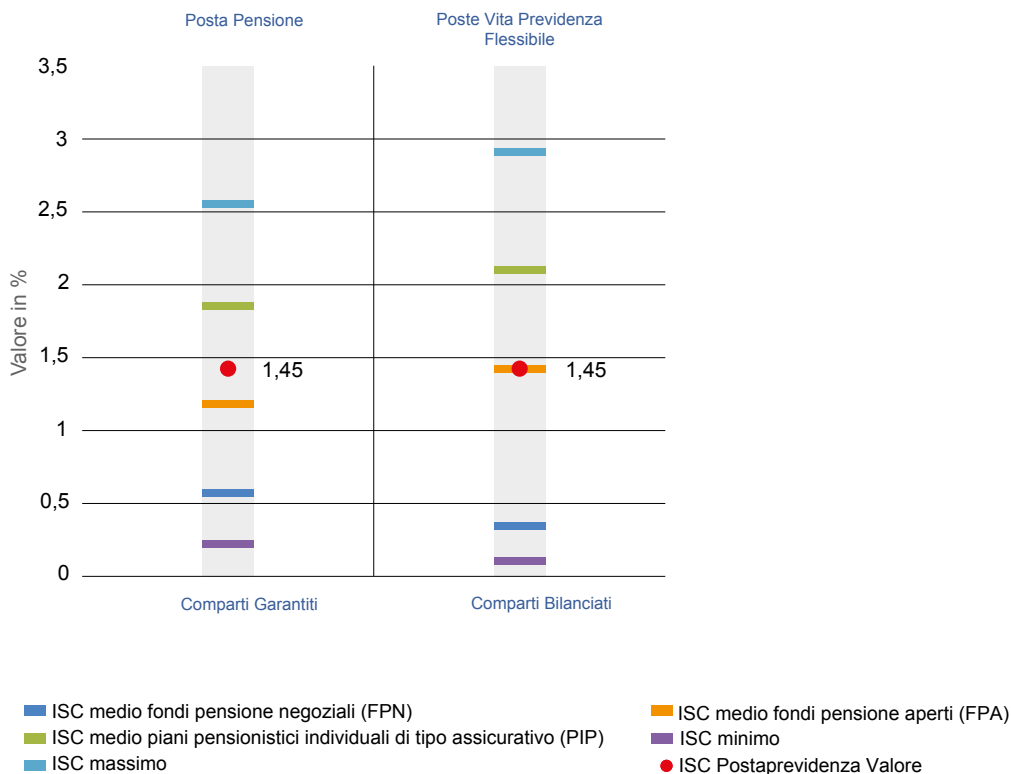 Posta Pensione
Poste Vita Previdenza
Flessibile
3,5
3
2,5
2
1,5
1
0,5
0
Valore in %
1,45
1,45
Comparti Garantiti
Comparti Bilanciati
ISC medio fondi pensione negoziali (FPN)
ISC medio piani pensionistici individuali di tipo assicurativo (PIP)
ISC massimo
ISC medio fondi pensione aperti (FPA)
ISC minimo
ISC Postaprevidenza Valore